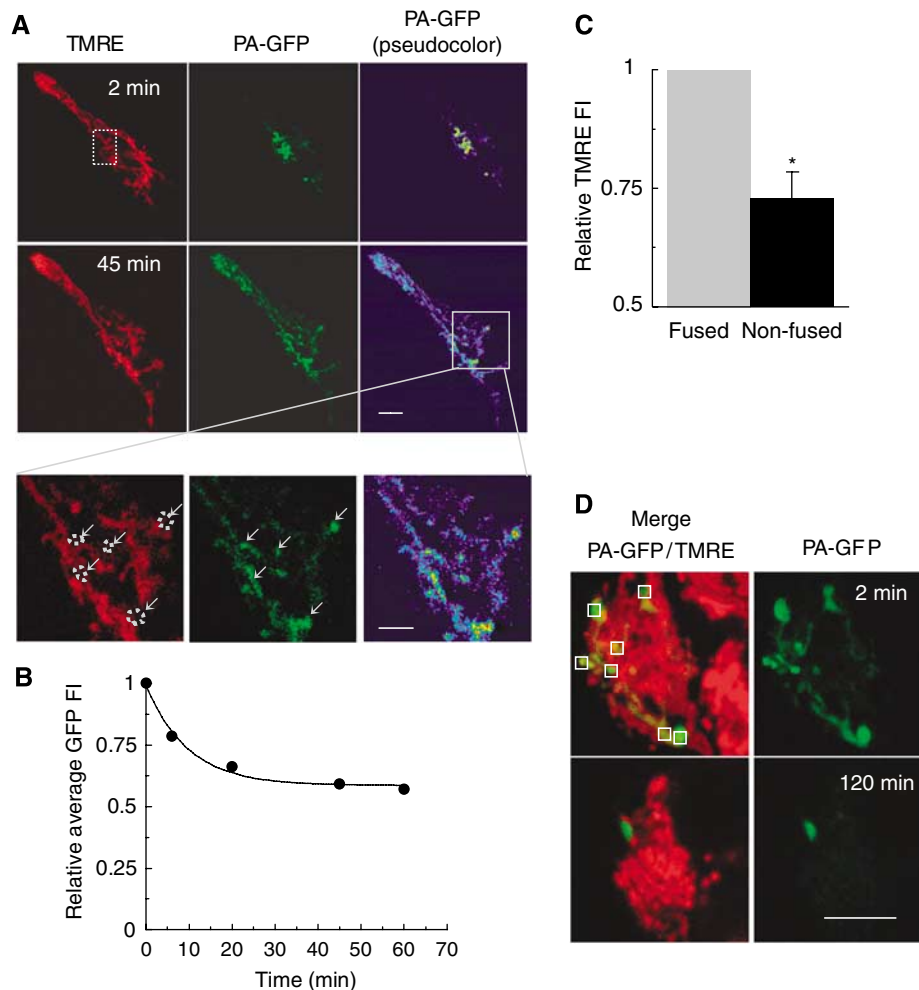 A
TMRE
PA-GFP
PA-GFP
(pseudocolor)
2 min
45 min
B
Relative average GFP FI
1
0.75
0.5
0.25
0
0 10 20 30 40 50 60 70
Time (min)
C
Relative TMRE FI
1
0.75
0.5
*
Fused Non-fused
D
Merge
PA-GFP/TMRE
PA-GFP
2 min
120 min